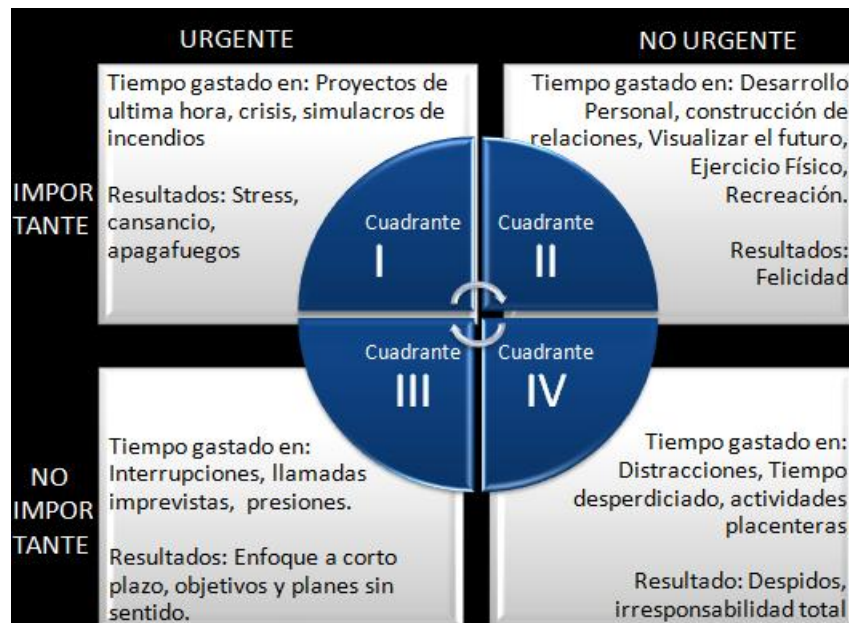 URGENTE
NO URGENTE
IMPOR
TANTE
Tiempo gastado en: Proyectos de
ultima hora, crisis, simulacros de
incendios
Resultados: Stress,
cansancio,
apagafuegos
Cuadrante
I
Tiempo gastado en: Desarrollo
Personal, construcción de
relaciones, Visualizar el futuro,
Ejercicio Físico,
Recreación.
Resultados:
Felicidad
Cuadrante
II
NO
IMPOR
TANTE
Tiempo gastado en:
Interrupciones, llamadas
imprevistas, presiones.
Resultados: Enfoque a corto
plazo, objetivos y planes sin
sentido.
Cuadrante
III
Cuadrante
IV
Tiempo gastado en:
Distracciones, Tiempo
desperdiciado, actividades
placenteras
Resultado: Despidos,
irresponsabilidad total